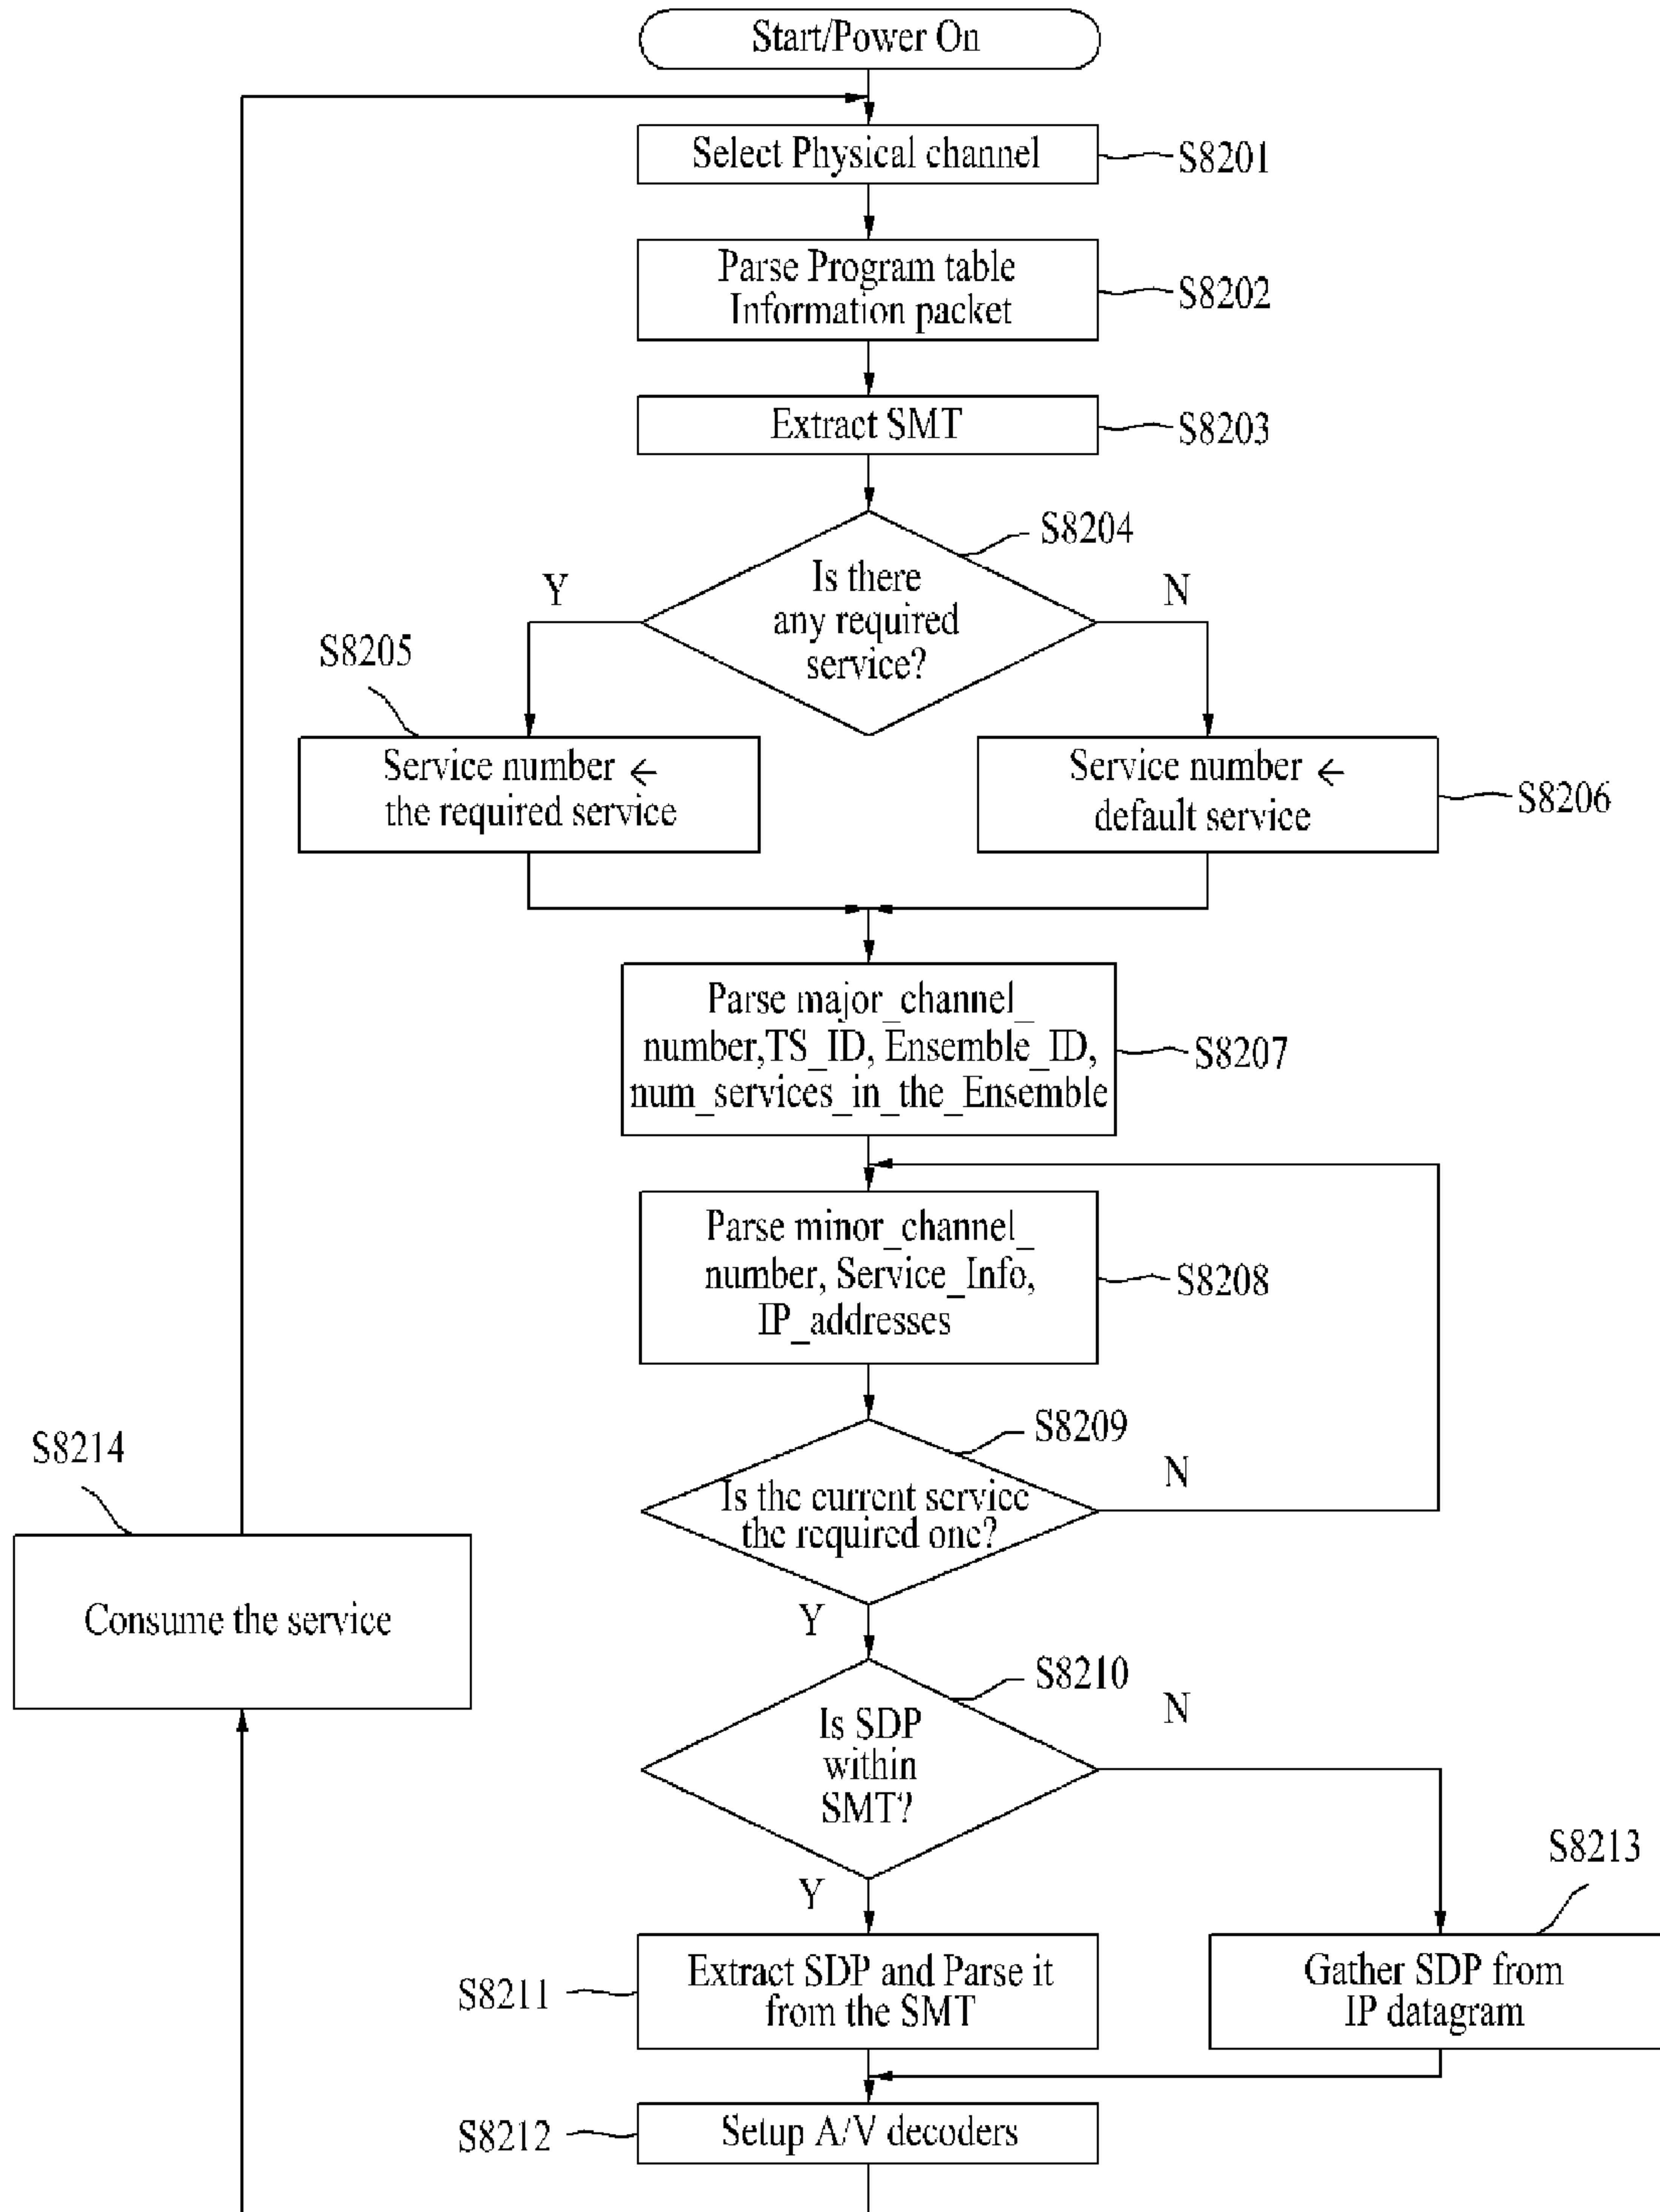 Start/Power On
Select Physical channel
S8201
Parse Program table
Information packet
S8202
Extract SMT
S8203
S8204
Is there
any required
service?
Y
N
S8205
Service number ←
the required service
Service number ←
default service
S8206
Parse major_channel_
number,TS_ID, Ensemble_ID,
num_services_in_the_Ensemble
S8207
Parse minor_channel_
number, Service_Info,
IP_addresses
S8208
S8209
Is the current service
the required one?
N
Y
S8214
Consume the service
S8210
Is SDP
within
SMT?
N
Y
S8213
S8211
Extract SDP and Parse it
from the SMT
Gather SDP from
IP datagram
S8212
Setup A/V decoders